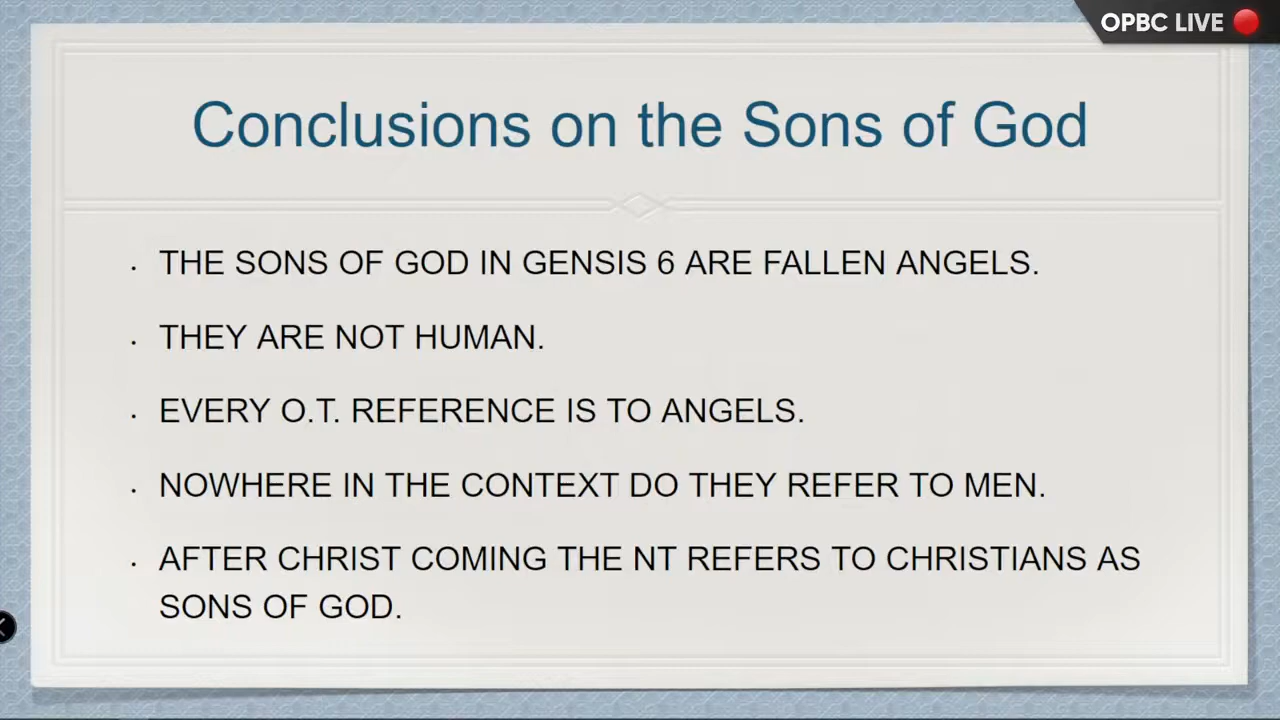 OPBC LIVE
Conclusions on the Sons of God
· THE SONS OF GOD IN GENSIS 6 ARE FALLEN ANGELS.
· THEY ARE NOT HUMAN.
· EVERY O.T. REFERENCE IS TO ANGELS.
· NOWHERE IN THE CONTEXT DO THEY REFER TO MEN.
· AFTER CHRIST COMING THE NT REFERS TO CHRISTIANS AS
SONS OF GOD.